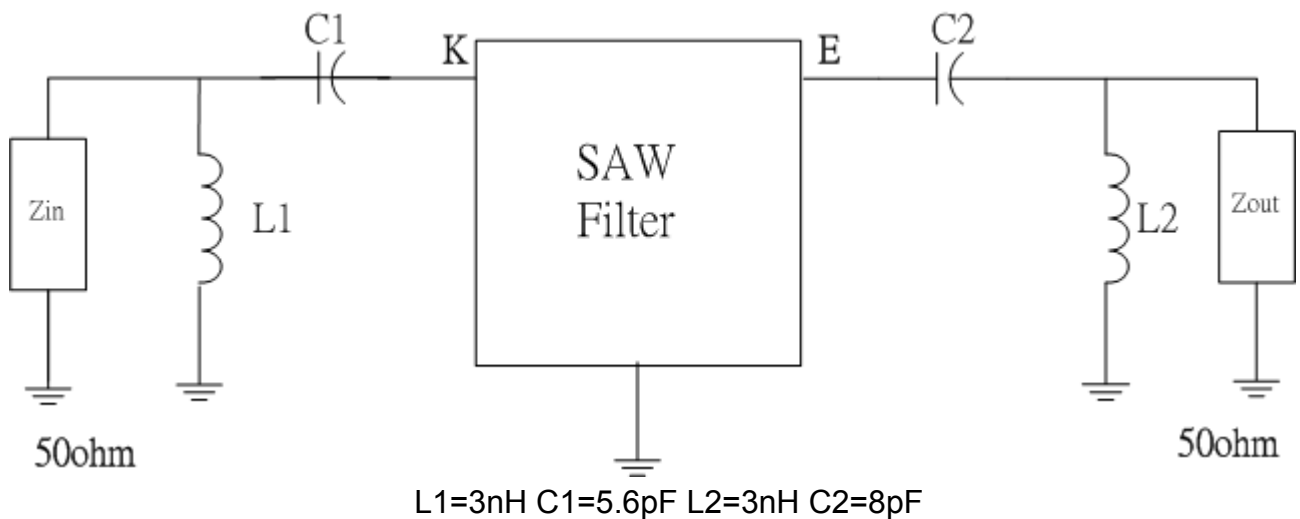 C1
K
E
C2
SAW
Filter
Zin
L1
L2
Zout
50ohm
50ohm
L1=3nH C1=5.6pF L2=3nH C2=8pF